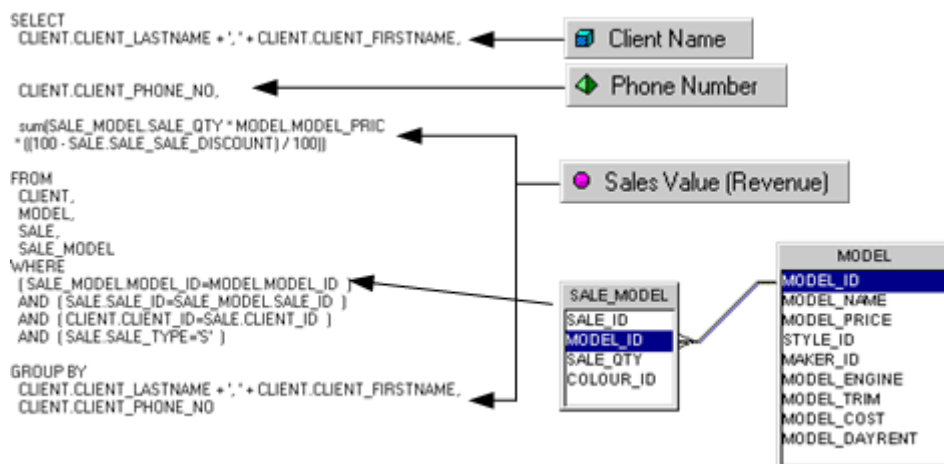 SELECT
CLIENT.CLIENT_LASTNAME + ', ' + CLIENT.CLIENT_FIRSTNAME,
CLIENT.CLIENT_PHONE_NO,
sum(SALE_MODEL.SALE_QTY * MODEL.MODEL_PRIC
* ((100 - SALE.SALE_SALE_DISCOUNT) / 100))
FROM
CLIENT,
MODEL,
SALE,
SALE_MODEL
WHERE
( SALE_MODEL.MODEL_ID=MODEL.MODEL_ID )
AND ( SALE.SALE_ID=SALE_MODEL.SALE_ID )
AND ( CLIENT.CLIENT_ID=SALE.CLIENT_ID )
AND ( SALE.SALE_TYPE='S' )
GROUP BY
CLIENT.CLIENT_LASTNAME + ', ' + CLIENT.CLIENT_FIRSTNAME,
CLIENT.CLIENT_PHONE_NO
Client Name
Phone Number
Sales Value (Revenue)
SALE_MODEL
SALE_ID
MODEL_ID
SALE_QTY
COLOUR_ID
MODEL
MODEL_ID
MODEL_NAME
MODEL_PRICE
STYLE_ID
MAKER_ID
MODEL_ENGINE
MODEL_TRIM
MODEL_COST
MODEL_DAYRENT